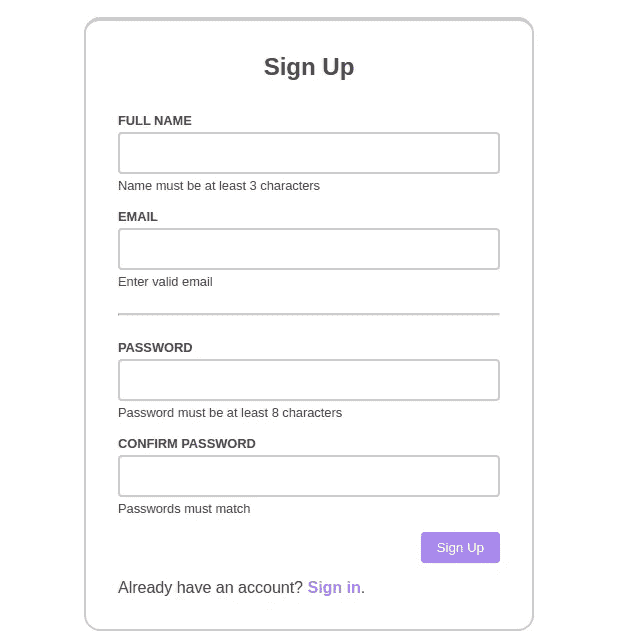 Sign Up
FULL NAME
Name must be at least 3 characters
EMAIL
Enter valid email
PASSWORD
Password must be at least 8 characters
CONFIRM PASSWORD
Passwords must match
Sign Up
Already have an account? Sign in.